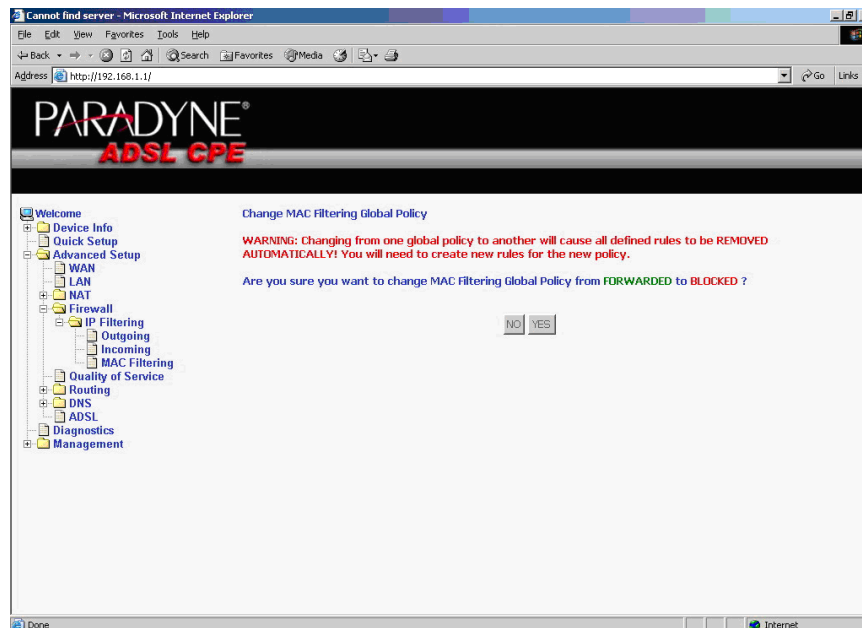 Cannot find server - Microsoft Internet Explorer
File Edit View Favorites Tools Help
Back Search Favorites Media
Address http://192.168.1.1/ Go Links
PARADYNE®
ADSL CPE
Welcome
Device Info
Quick Setup
Advanced Setup
WAN
LAN
NAT
Firewall
IP Filtering
Outgoing
Incoming
MAC Filtering
Quality of Service
Routing
DNS
ADSL
Diagnostics
Management
Change MAC Filtering Global Policy
WARNING: Changing from one global policy to another will cause all defined rules to be REMOVED
AUTOMATICALLY! You will need to create new rules for the new policy.
Are you sure you want to change MAC Filtering Global Policy from FORWARDED to BLOCKED ?
NO YES
Done Internet